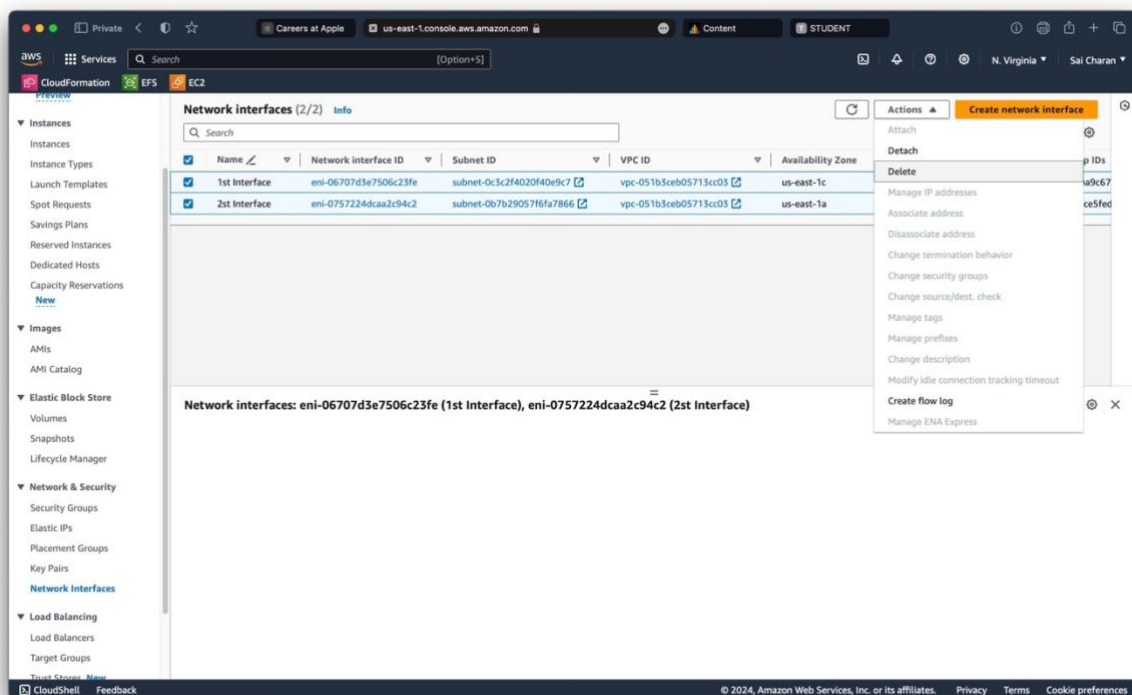 Private Careers at Apple us-east-1.console.aws.amazon.com Content STUDENT
aws Services Search [Option+S] N. Virginia Sai Charan
CloudFormation EFS EC2
Preview
Instances
Instances
Instance Types
Launch Templates
Spot Requests
Savings Plans
Reserved Instances
Dedicated Hosts
Capacity Reservations
New
Images
AMIs
AMI Catalog
Elastic Block Store
Volumes
Snapshots
Lifecycle Manager
Network & Security
Security Groups
Elastic IPs
Placement Groups
Key Pairs
Network Interfaces
Load Balancing
Load Balancers
Target Groups
Trust Stores New
Network interfaces (2/2) Info Actions Create network interface
Search
Name Network interface ID Subnet ID VPC ID Availability Zone p IDs
1st Interface eni-06707d3e7506c23fe subnet-0c3c2f4020f40e9c7 vpc-051b3ceb05713cc03 us-east-1c a9c67
2st Interface eni-0757224dcaa2c94c2 subnet-0b7b29057f6fa7866 vpc-051b3ceb05713cc03 us-east-1a ce5fed
Attach
Detach
Delete
Manage IP addresses
Associate address
Disassociate address
Change termination behavior
Change security groups
Change source/dest. check
Manage tags
Manage prefixes
Change description
Modify idle connection tracking timeout
Create flow log
Manage ENA Express
Network interfaces: eni-06707d3e7506c23fe (1st Interface), eni-0757224dcaa2c94c2 (2st Interface)
CloudShell Feedback © 2024, Amazon Web Services, Inc. or its affiliates. Privacy Terms Cookie preferences